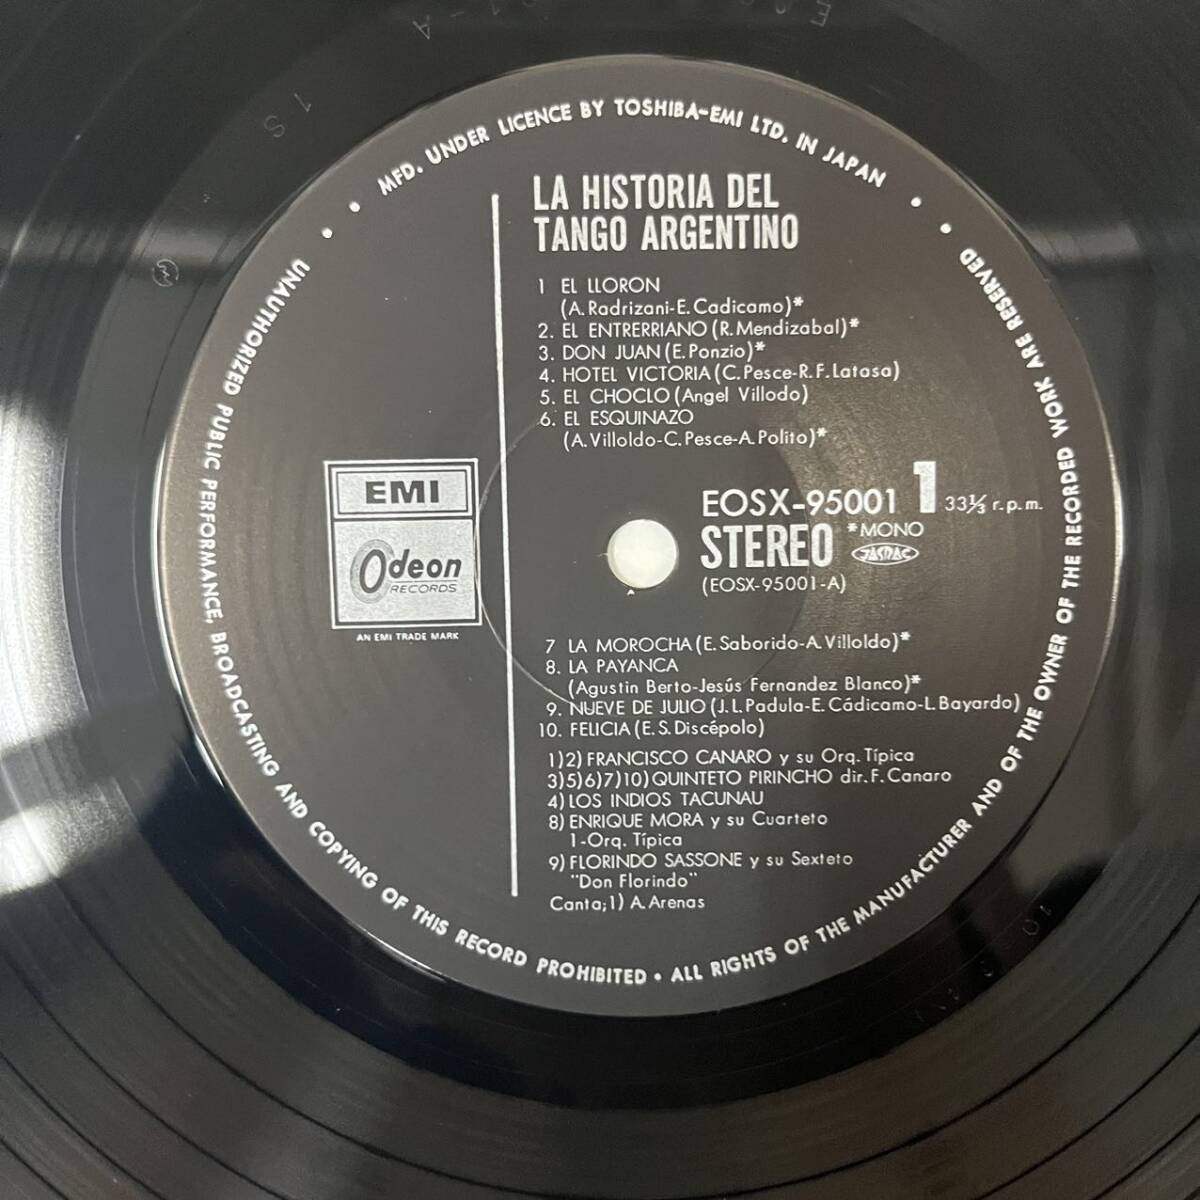 MFD. UNDER LICENCE BY TOSHIBA-EMI LTD. IN JAPAN
LA HISTORIA DEL
TANGO ARGENTINO
1 EL LLORON
(A. Radrizani-E. Cadicamo)*
2. EL ENTRERRIANO (R. Mendizabal)*
3. DON JUAN (E. Ponzio)*
4. HOTEL VICTORIA (C. Pesce-R. F. Latasa)
5. EL CHOCLO (Angel Villodo)
6. EL ESQUINAZO
(A. Villoldo-C. Pesce-A. Polito)*
EMI
Odeon
RECORDS
AN EMI TRADE MARK
EOSX-95001 1 33⅓ r.p.m.
STEREO *MONO
JASRAC
(EOSX-95001-A)
7 LA MOROCHA (E. Saborido-A. Villoldo)*
8. LA PAYANCA
(Agustin Berto-Jesús Fernandez Blanco)*
9. NUEVE DE JULIO (J. L. Padula-E. Cádicamo-L. Bayardo)
10. FELICIA (E. S. Discépolo)
1)2) FRANCISCO CANARO y su Orq. Típica
3)5)6)7)10) QUINTETO PIRINCHO dir. F. Canaro
4) LOS INDIOS TACUNAU
8) ENRIQUE MORA y su Cuarteto
1-Orq. Típica
9) FLORINDO SASSONE y su Sexteto
"Don Florindo"
Canta; 1) A. Arenas
UNAUTHORIZED PUBLIC PERFORMANCE, BROADCASTING AND COPYING OF THIS RECORD PROHIBITED • ALL RIGHTS OF THE MANUFACTURER AND OF THE OWNER OF THE RECORDED WORK ARE RESERVED
1 S